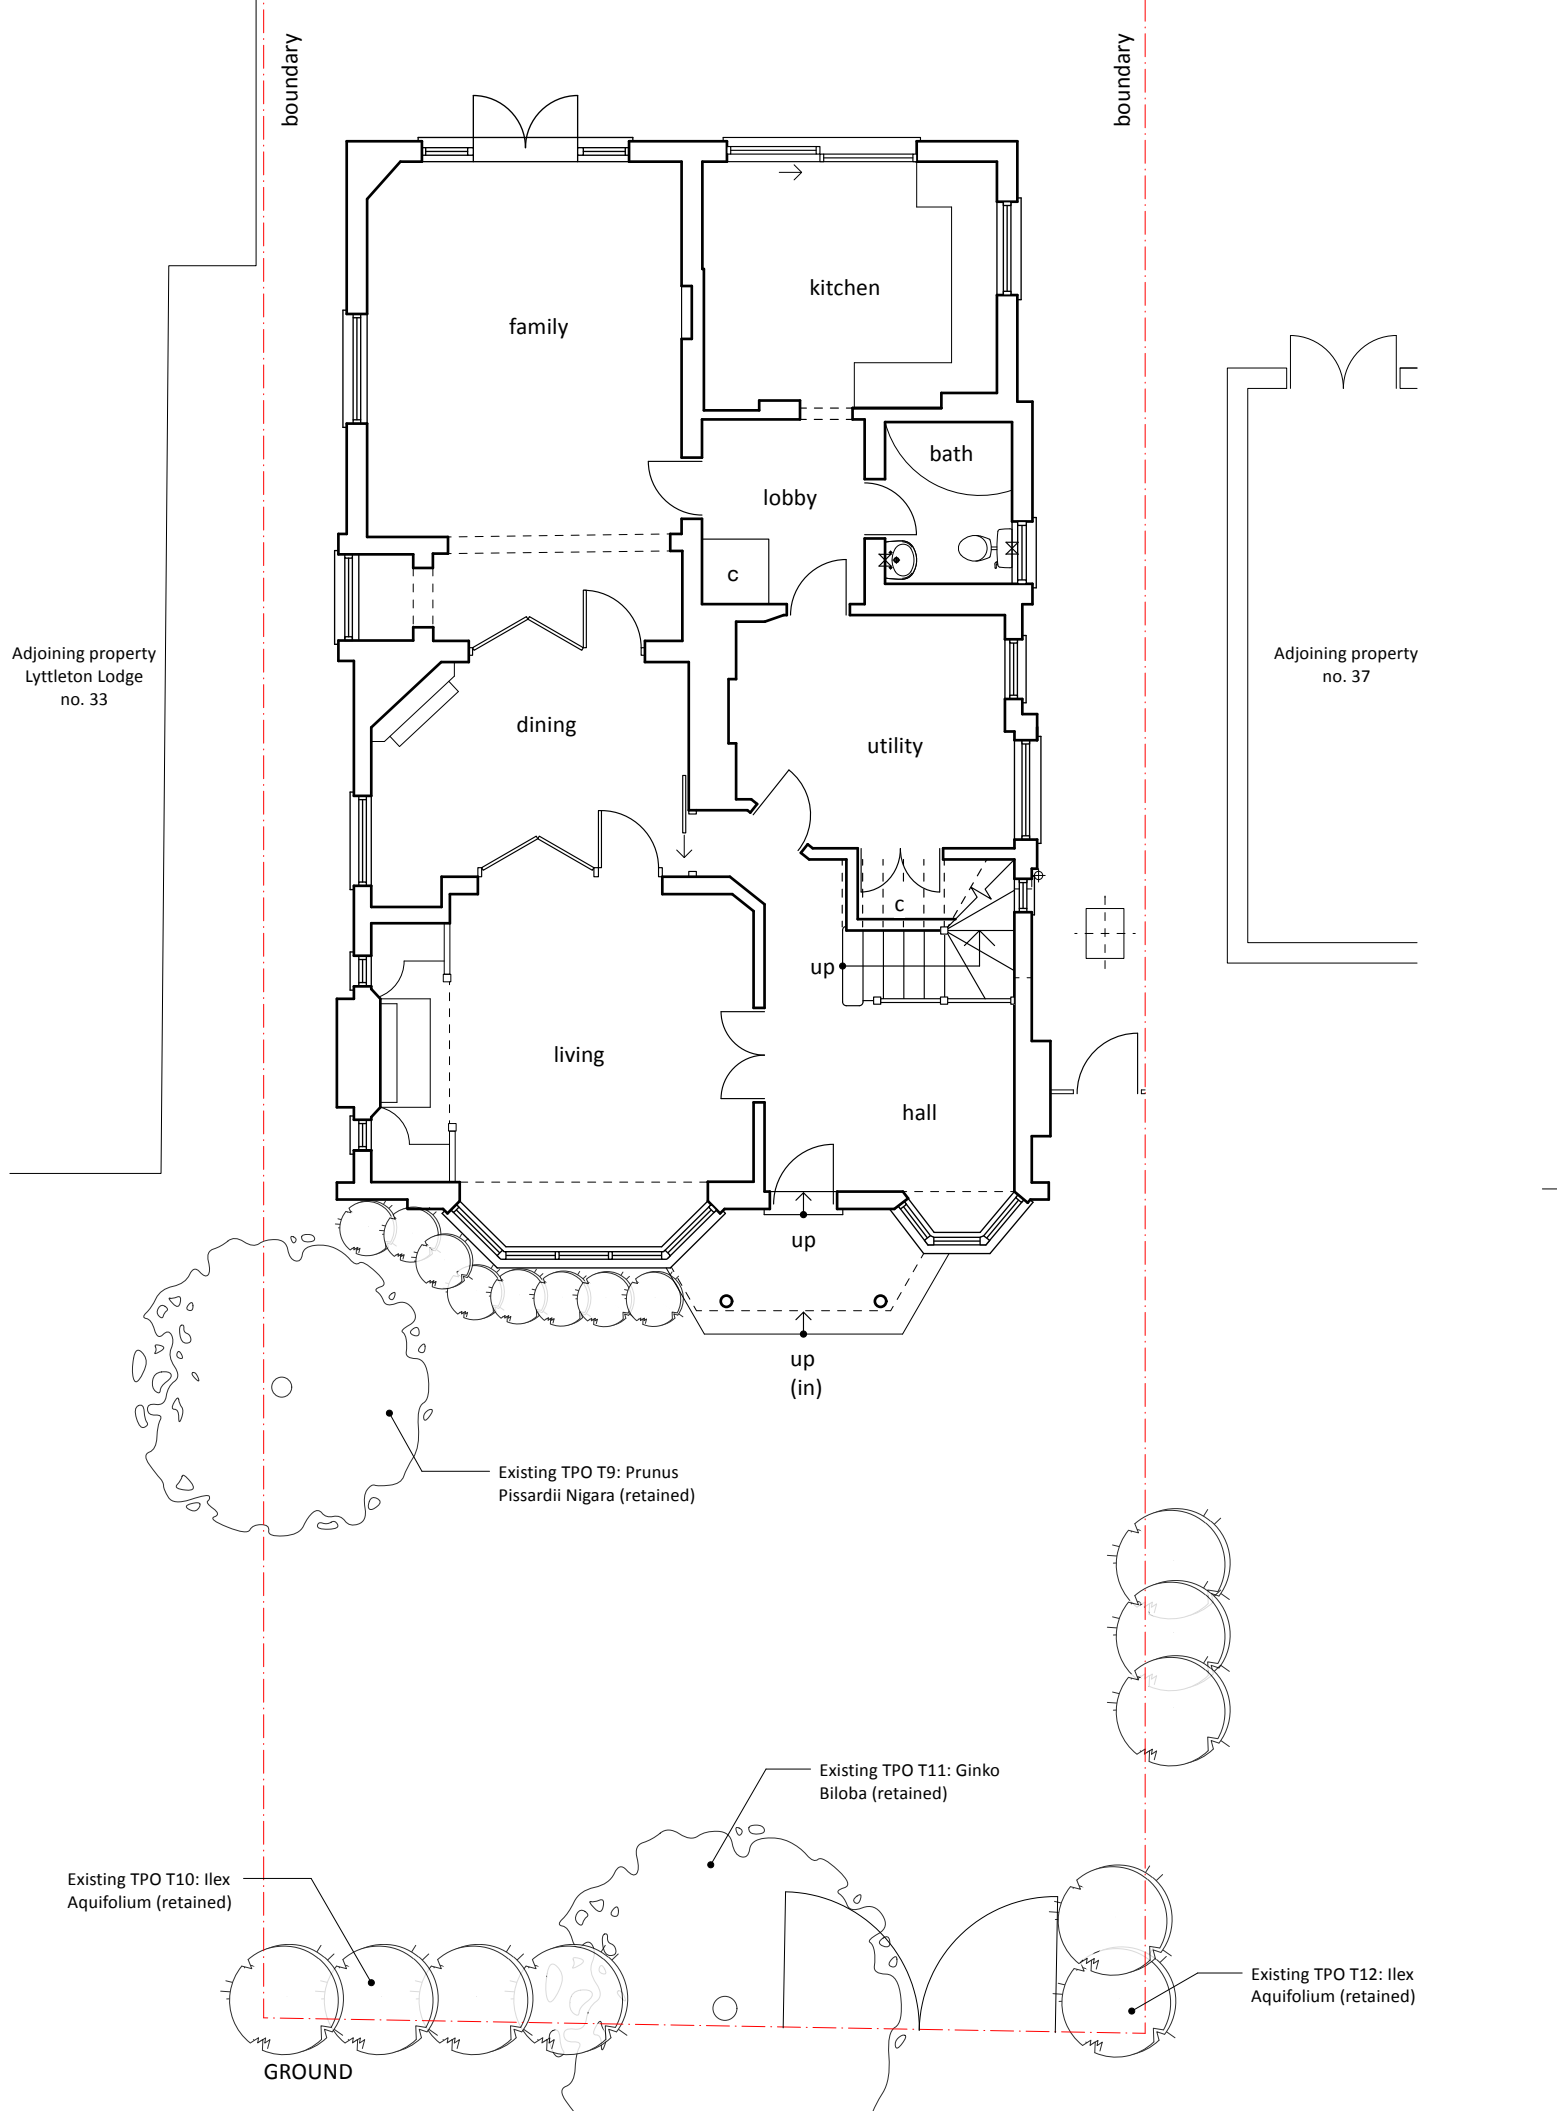 boundary
boundary
kitchen
family
bath
lobby
c
Adjoining property
Lyttleton Lodge
no. 33
Adjoining property
no. 37
dining
utility
c
up
living
hall
up
up
(in)
Existing TPO T9: Prunus
Pissardii Nigara (retained)
Existing TPO T11: Ginko
Biloba (retained)
Existing TPO T10: Ilex
Aquifolium (retained)
Existing TPO T12: Ilex
Aquifolium (retained)
GROUND